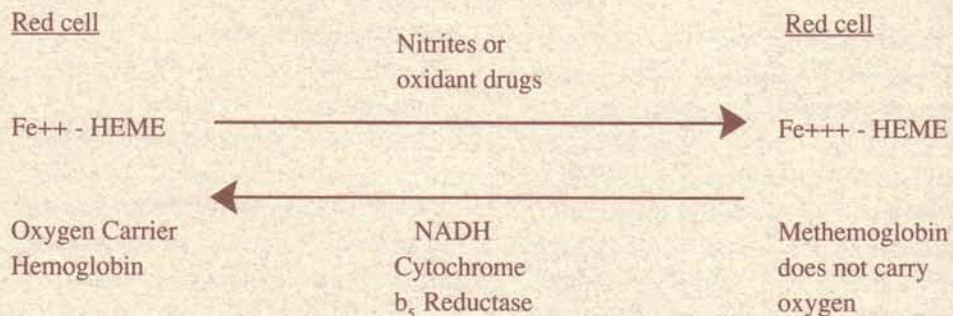 Red cell
Nitrites or
oxidant drugs
Red cell
Fe++ - HEME
Fe+++ - HEME
Oxygen Carrier
Hemoglobin
NADH
Cytochrome
b₅ Reductase
Methemoglobin
does not carry
oxygen